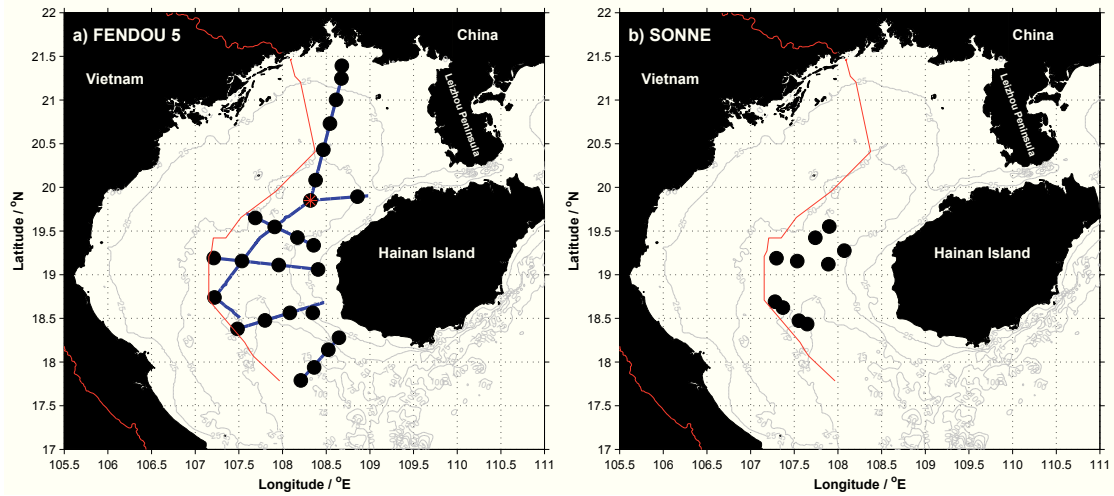 a) FENDOU 5
China
Vietnam
Leizhou Peninsula
Hainan Island
22
21.5
21
20.5
20
19.5
19
18.5
18
17.5
17
Latitude / °N
105.5 106 106.5 107 107.5 108 108.5 109 109.5 110 110.5 111
Longitude / °E
b) SONNE
China
Vietnam
Leizhou Peninsula
Hainan Island
22
21.5
21
20.5
20
19.5
19
18.5
18
17.5
17
Latitude / °N
105.5 106 106.5 107 107.5 108 108.5 109 109.5 110 110.5 111
Longitude / °E